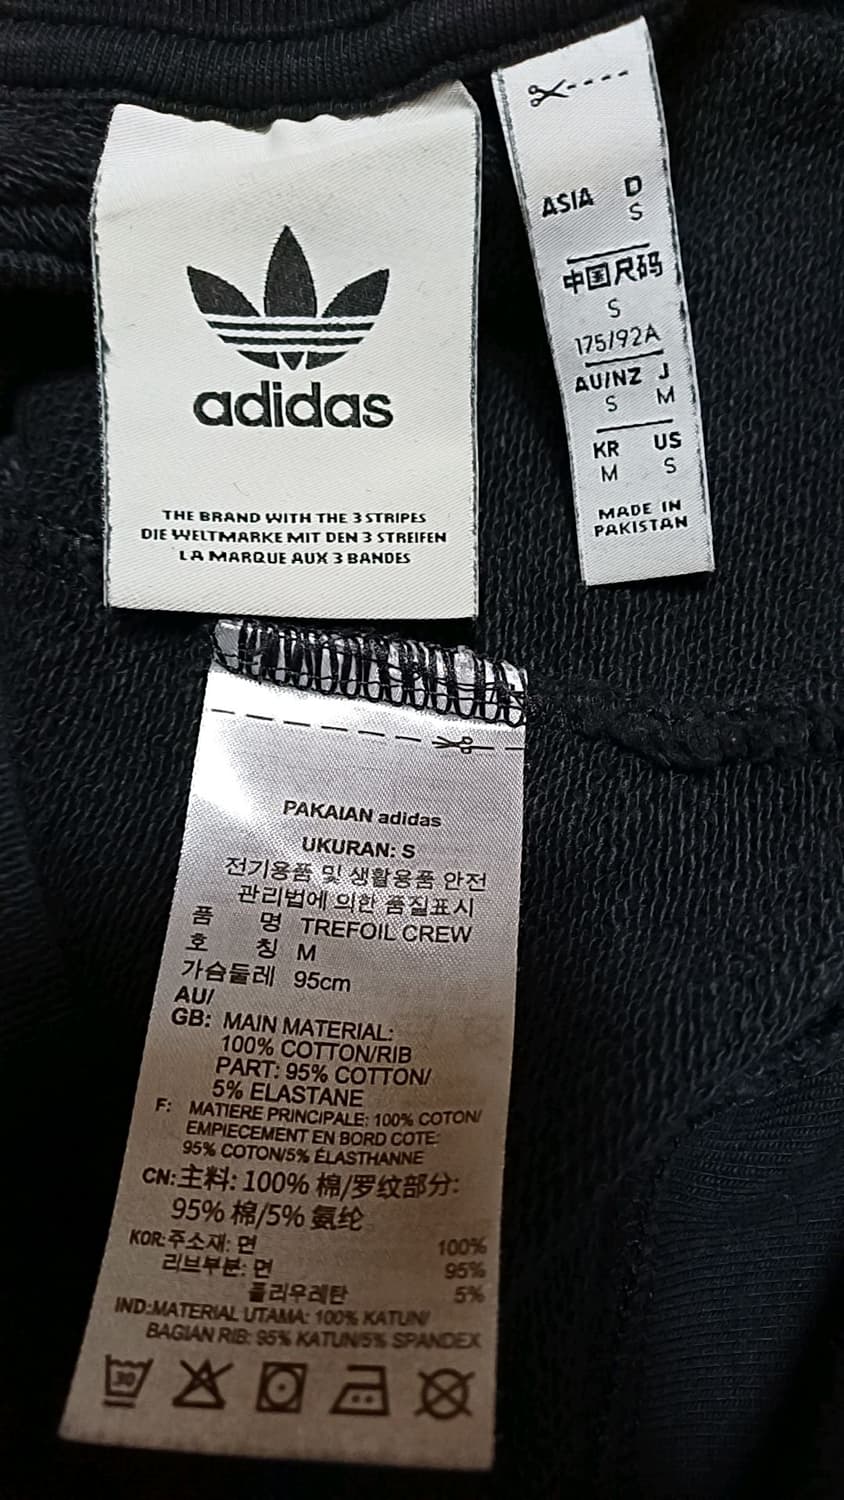 adidas
THE BRAND WITH THE 3 STRIPES
DIE WELTMARKE MIT DEN 3 STREIFEN
LA MARQUE AUX 3 BANDES
ASIA D
S
中国尺码
S
175/92A
AU/NZ J
S M
KR US
M S
MADE IN
PAKISTAN
PAKAIAN adidas
UKURAN: S
전기용품 및 생활용품 안전
관리법에 의한 품질표시
품 명 TREFOIL CREW
호 칭 M
가슴둘레 95cm
AU/
GB: MAIN MATERIAL:
100% COTTON/RIB
PART: 95% COTTON/
5% ELASTANE
F: MATIERE PRINCIPALE: 100% COTON/
EMPIECEMENT EN BORD COTE:
95% COTON/5% ÉLASTHANNE
CN:主料: 100% 棉/罗纹部分:
95% 棉/5% 氨纶
KOR:주소재: 면 100%
리브부분: 면 95%
폴리우레탄 5%
IND:MATERIAL UTAMA: 100% KATUN/
BAGIAN RIB: 95% KATUN/5% SPANDEX
30